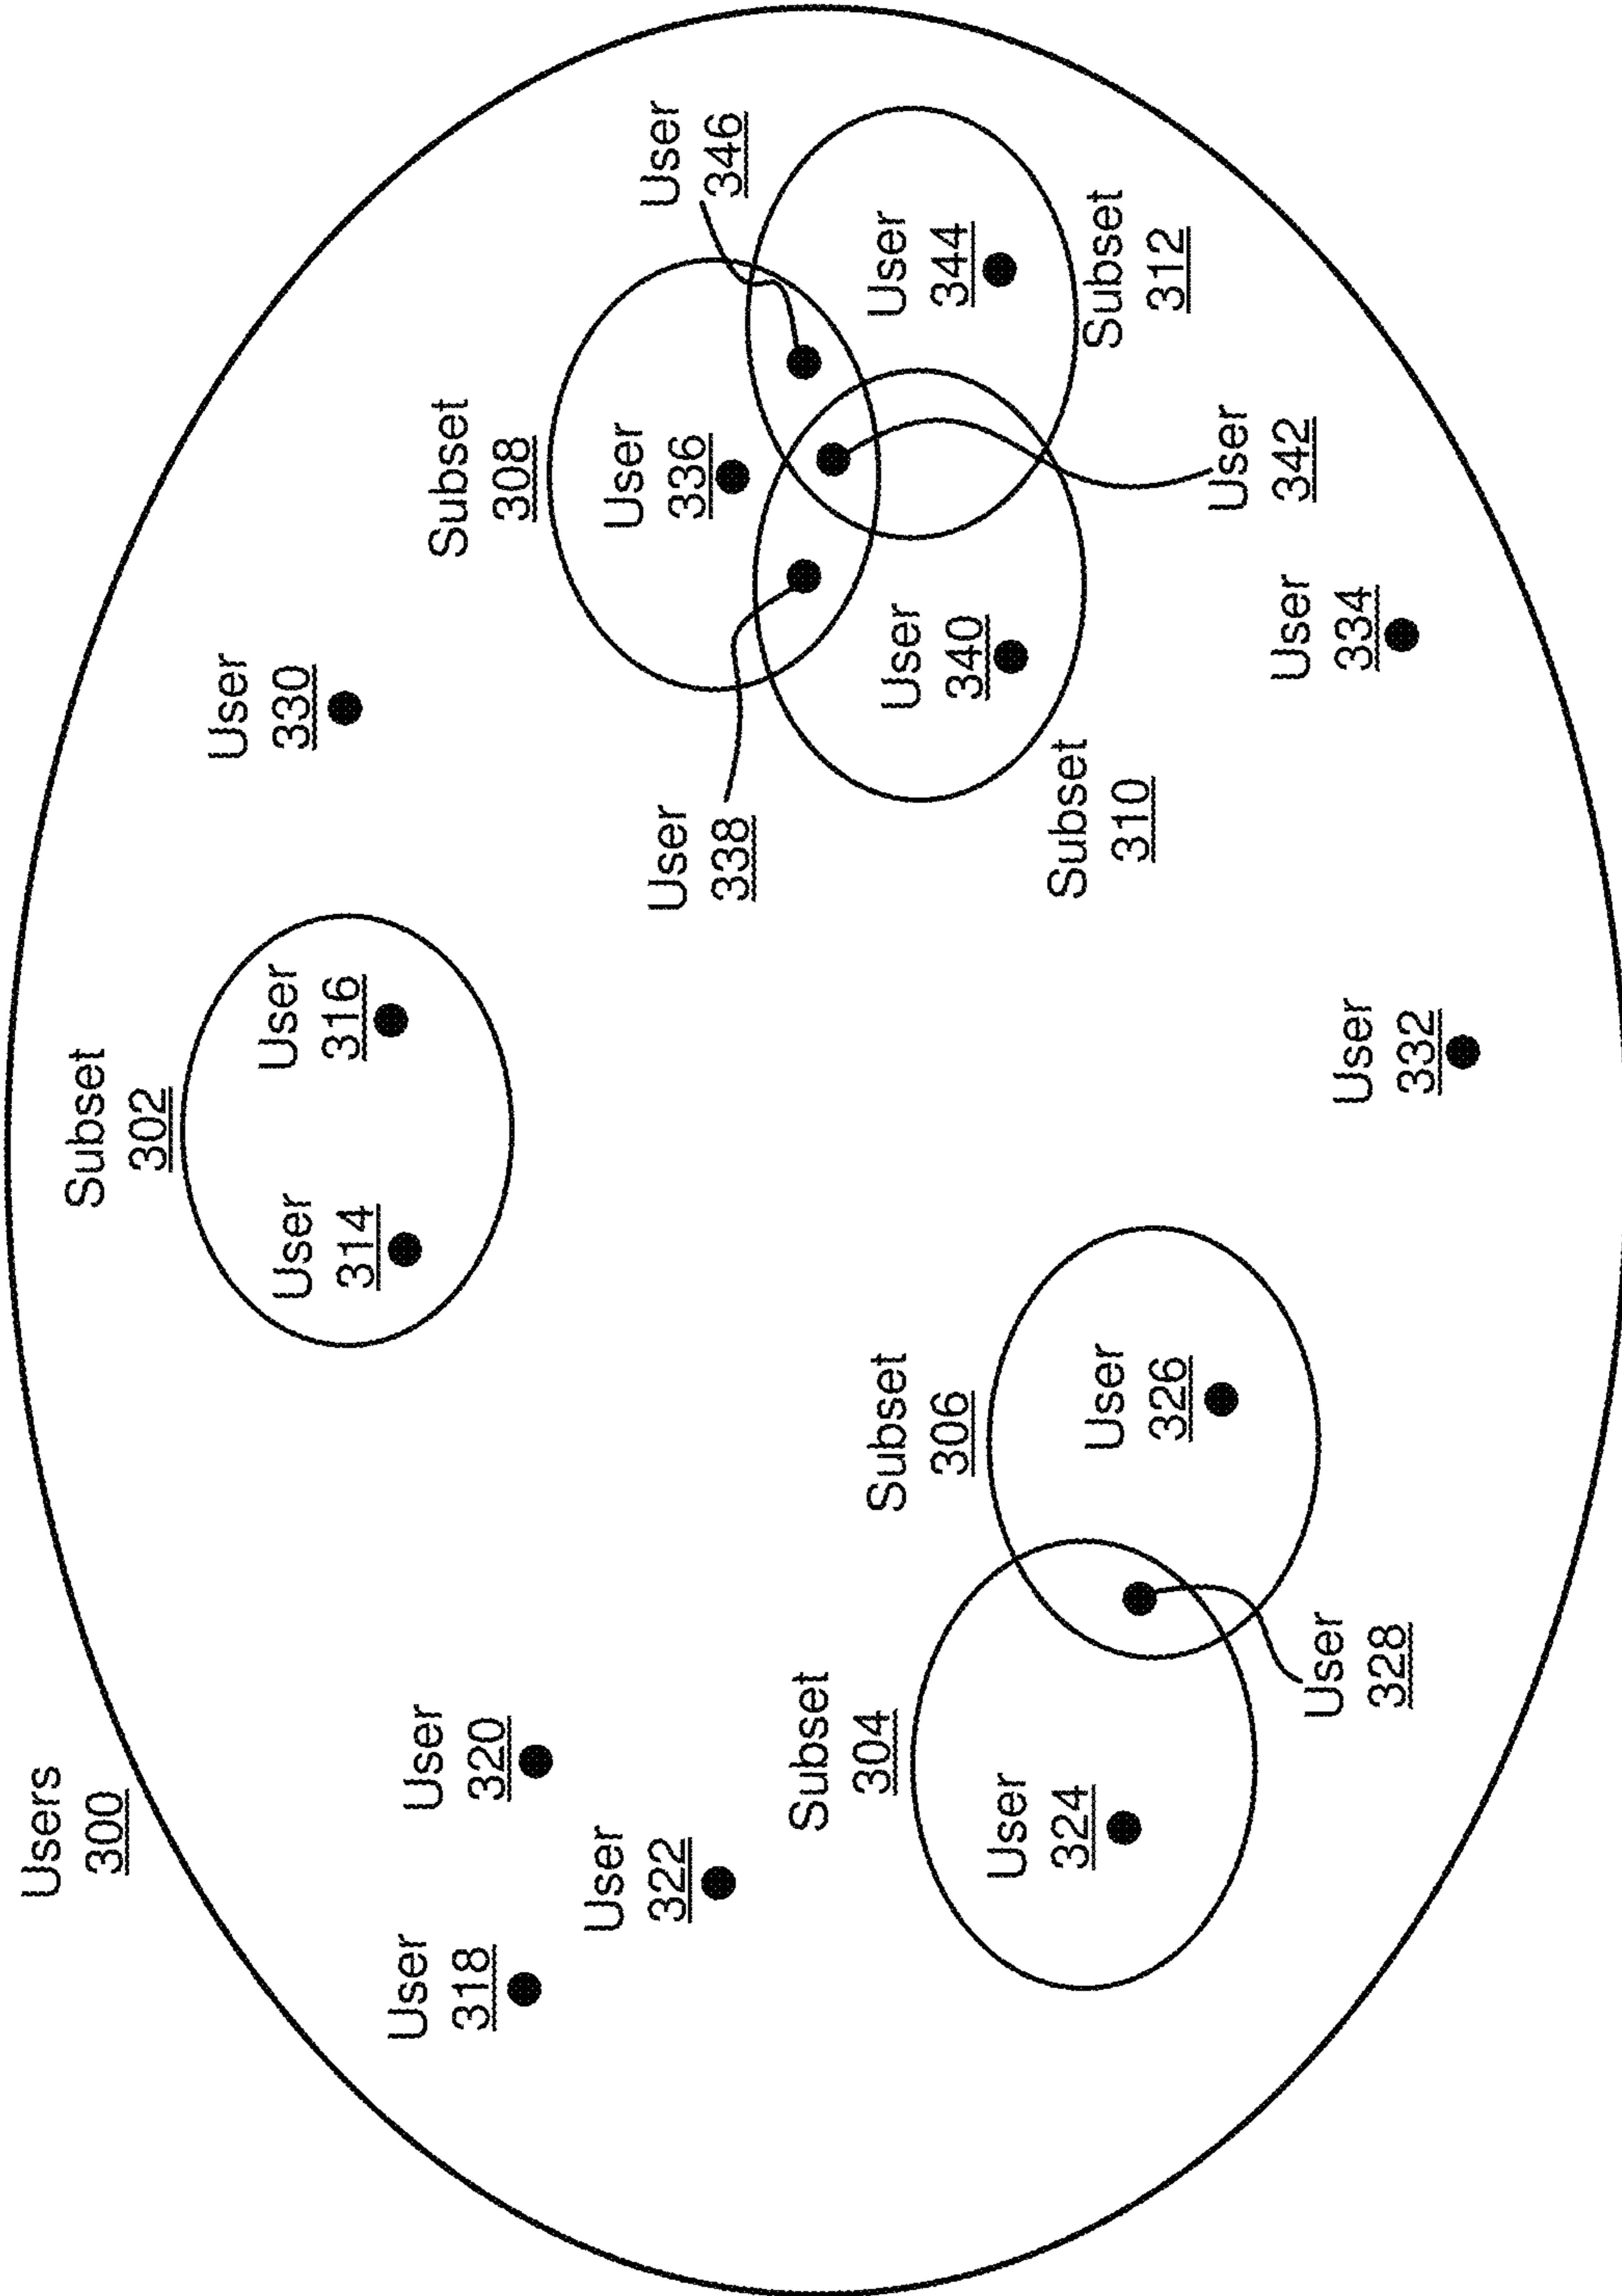 Users
300
Subset
302
User
314
User
316
User
318
User
320
User
322
User
330
Subset
308
User
336
User
346
User
338
User
340
User
344
Subset
310
Subset
312
User
342
Subset
304
User
324
Subset
306
User
326
User
328
User
332
User
334